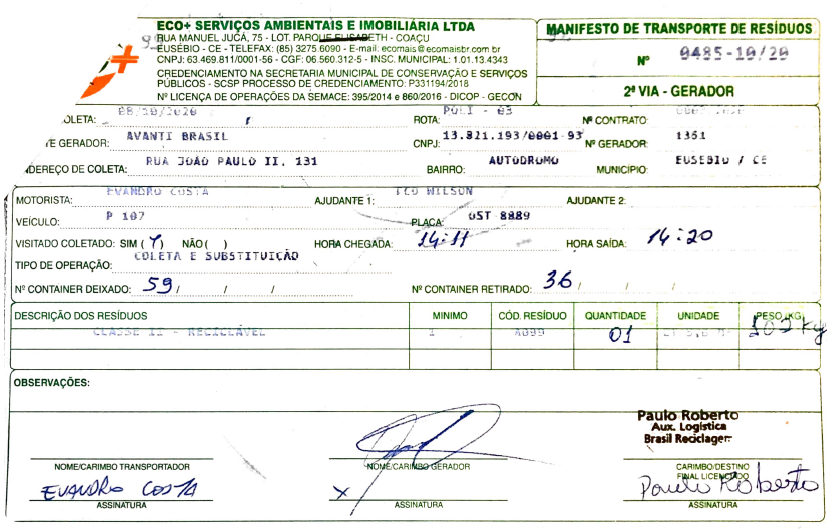 ECO+ SERVIÇOS AMBIENTAIS E IMOBILIÁRIA LTDA
RUA MANUEL JUCÁ, 75 - LOT. PARQUE ELISABETH - COAÇU
EUSÉBIO - CE - TELEFAX: (85) 3275.6090 - E-mail: ecomais@ecomaisbr.com.br
CNPJ: 63.469.811/0001-56 - CGF: 06.560.312-5 - INSC. MUNICIPAL: 1.01.13.4343
CREDENCIAMENTO NA SECRETARIA MUNICIPAL DE CONSERVAÇÃO E SERVIÇOS
PÚBLICOS - SCSP PROCESSO DE CREDENCIAMENTO: P331194/2018
Nº LICENÇA DE OPERAÇÕES DA SEMACE: 395/2014 e 860/2016 - DICOP - GECON
MANIFESTO DE TRANSPORTE DE RESÍDUOS
Nº 0485-10/20
2ª VIA - GERADOR
OLETA: 08/10/2020 ROTA: POLI - 03 Nº CONTRATO:
E GERADOR: AVANTI BRASIL CNPJ: 13.821.193/0001-93 Nº GERADOR: 1361
DEREÇO DE COLETA: RUA JOÃO PAULO II, 131 BAIRRO: AUTODROMO MUNICÍPIO: EUSEBIO / CE
MOTORISTA: EVANDRO COSTA AJUDANTE 1: FCO WILSON AJUDANTE 2:
VEÍCULO: P 107 PLACA: OST 8889
VISITADO COLETADO: SIM ( ) NÃO ( ) HORA CHEGADA: 14:11 HORA SAÍDA: 14:20
TIPO DE OPERAÇÃO: COLETA E SUBSTITUIÇÃO
Nº CONTAINER DEIXADO: 59 / / / Nº CONTAINER RETIRADO: 36 / / /
DESCRIÇÃO DOS RESÍDUOS MINIMO CÓD. RESÍDUO QUANTIDADE UNIDADE PESO (KG)
CLASSE II - RECICLÁVEL 1 A099 01 kg
OBSERVAÇÕES:
Paulo Roberto
Aux. Logística
Brasil Reciclagem
NOME/CARIMBO TRANSPORTADOR NOME/CARIMBO GERADOR CARIMBO/DESTINO
FINAL LICENCIADO
EVANDRO COSTA X Paulo Roberto
ASSINATURA ASSINATURA ASSINATURA